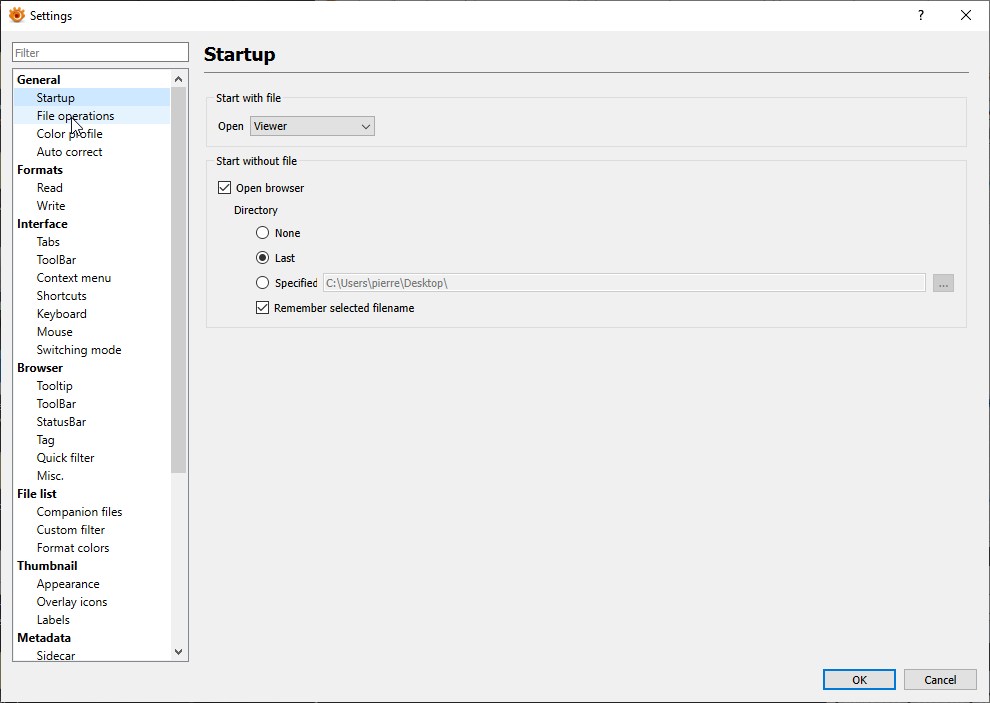 Settings
?
Filter
General
Startup
File operations
Color profile
Auto correct
Formats
Read
Write
Interface
Tabs
ToolBar
Context menu
Shortcuts
Keyboard
Mouse
Switching mode
Browser
Tooltip
ToolBar
StatusBar
Tag
Quick filter
Misc.
File list
Companion files
Custom filter
Format colors
Thumbnail
Appearance
Overlay icons
Labels
Metadata
Sidecar
Startup
Start with file
Open Viewer
Start without file
Open browser
Directory
None
Last
Specified C:\Users\pierre\Desktop\ ...
Remember selected filename
OK Cancel